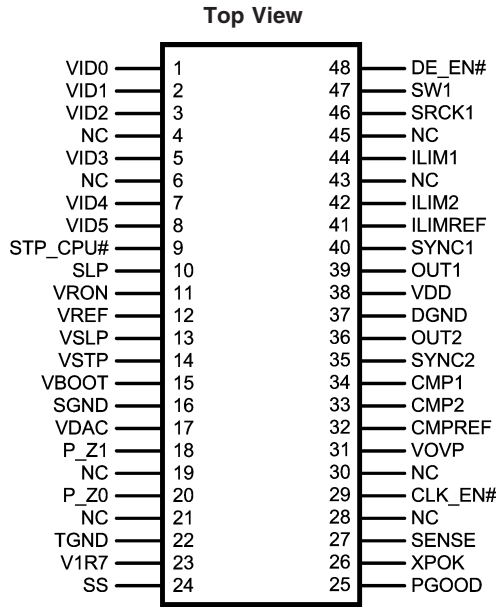 Top View
VID0 1 48 DE_EN#
VID1 2 47 SW1
VID2 3 46 SRCK1
NC 4 45 NC
VID3 5 44 ILIM1
NC 6 43 NC
VID4 7 42 ILIM2
VID5 8 41 ILIMREF
STP_CPU# 9 40 SYNC1
SLP 10 39 OUT1
VRON 11 38 VDD
VREF 12 37 DGND
VSLP 13 36 OUT2
VSTP 14 35 SYNC2
VBOOT 15 34 CMP1
SGND 16 33 CMP2
VDAC 17 32 CMPREF
P_Z1 18 31 VOVP
NC 19 30 NC
P_Z0 20 29 CLK_EN#
NC 21 28 NC
TGND 22 27 SENSE
V1R7 23 26 XPOK
SS 24 25 PGOOD